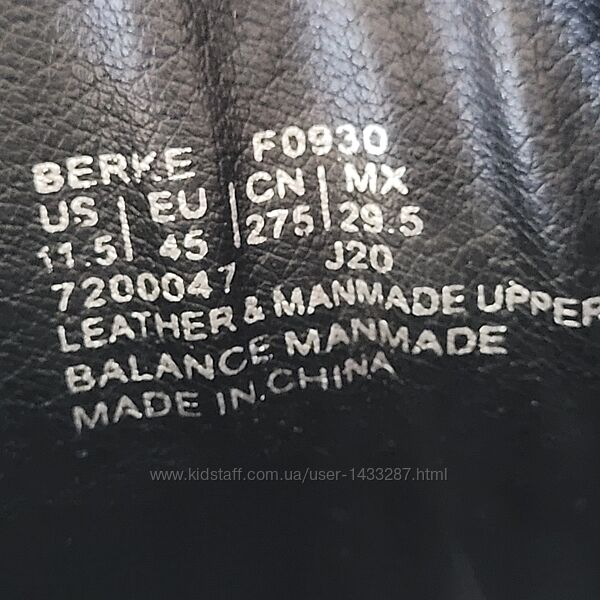 BERKE F0930
US | EU | CN | MX
11.5 | 45 | 275 | 29.5
7200047 J20
LEATHER & MANMADE UPPER
BALANCE MANMADE
MADE IN.CHINA
www.kidstaff.com.ua/user-1433287.html